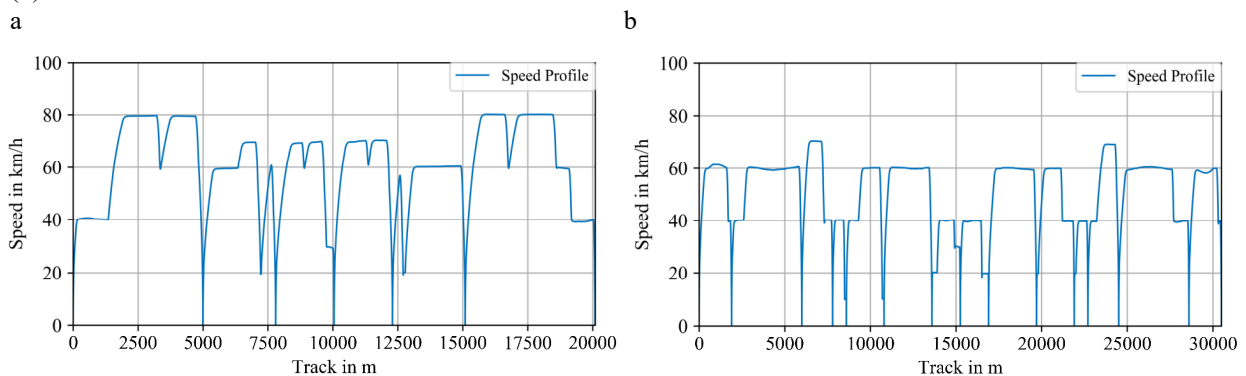 a
b
100
80
60
40
20
0
Speed in km/h
Speed Profile
0 2500 5000 7500 10000 12500 15000 17500 20000
Track in m
100
80
60
40
20
0
Speed in km/h
Speed Profile
0 5000 10000 15000 20000 25000 30000
Track in m